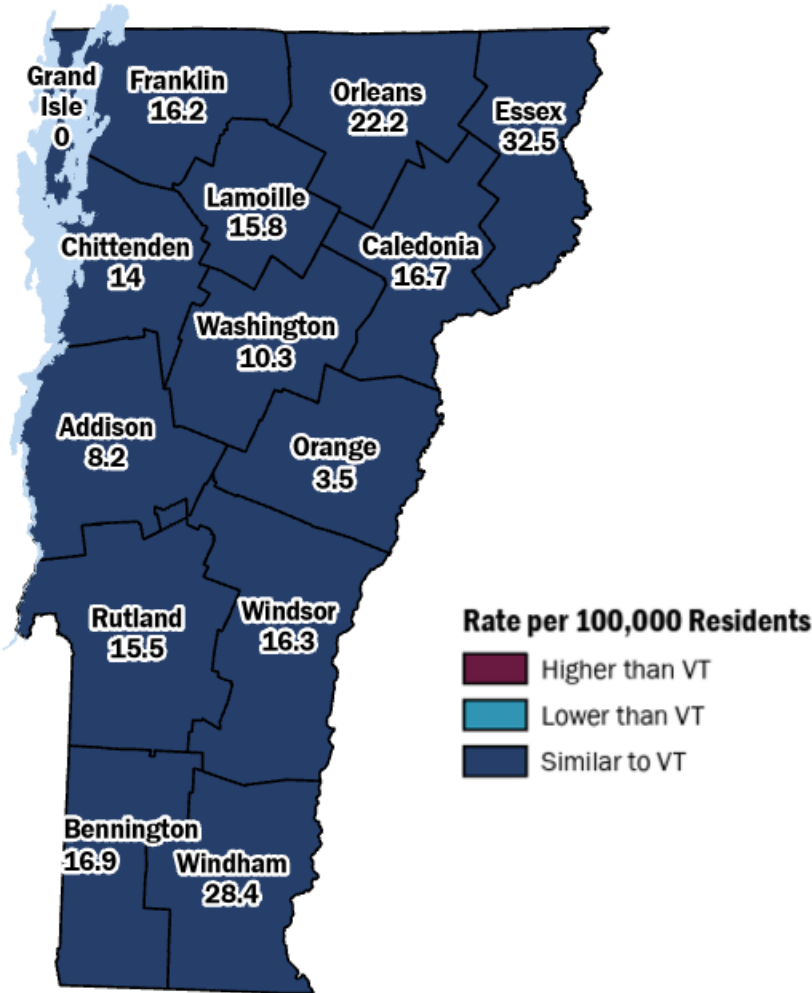 Grand
Isle
0
Franklin
16.2
Orleans
22.2
Essex
32.5
Lamoille
15.8
Chittenden
14
Caledonia
16.7
Washington
10.3
Addison
8.2
Orange
3.5
Rutland
15.5
Windsor
16.3
Bennington
16.9
Windham
28.4
Rate per 100,000 Residents
Higher than VT
Lower than VT
Similar to VT